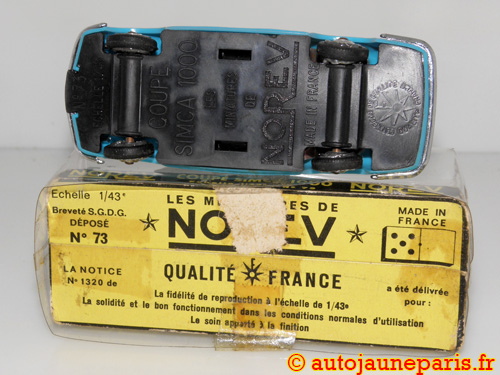 COUPE
SIMCA 1000
DE
NOREV
MADE IN FRANCE
Echelle 1/43e
Breveté S.G.D.G.
DÉPOSÉ
N° 73
LES MINIATURES DE
NOREV
MADE IN
FRANCE
LA NOTICE
N° 1320 de
QUALITÉ FRANCE
a été délivrée
pour :
La fidélité de reproduction à l'échelle de 1/43e
La solidité et le bon fonctionnement dans les conditions normales d'utilisation
Le soin apporté à la finition
© autojauneparis.fr